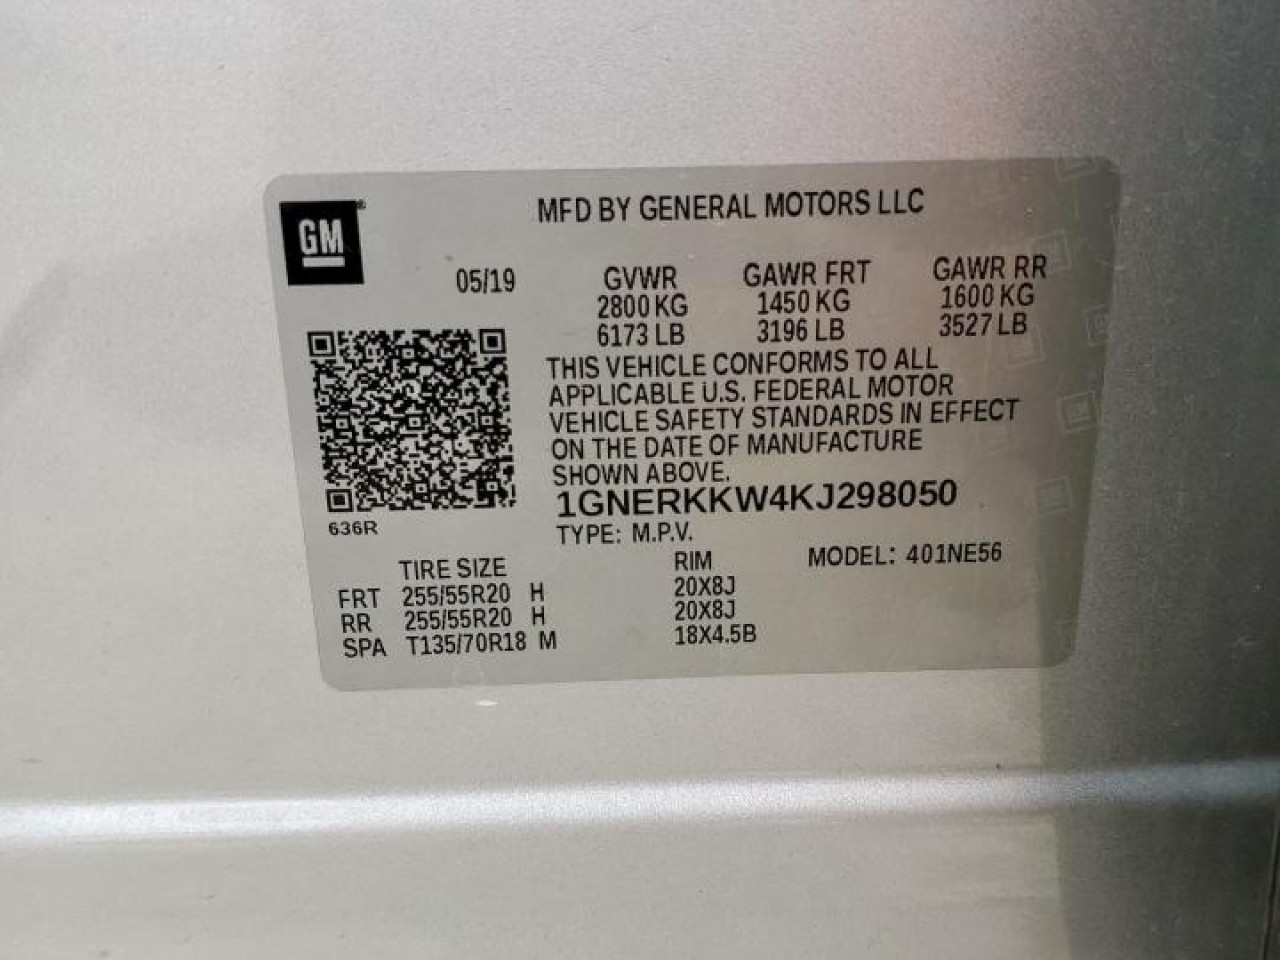 MFD BY GENERAL MOTORS LLC
GM®
05/19 GVWR GAWR FRT GAWR RR
2800 KG 1450 KG 1600 KG
6173 LB 3196 LB 3527 LB
THIS VEHICLE CONFORMS TO ALL
APPLICABLE U.S. FEDERAL MOTOR
VEHICLE SAFETY STANDARDS IN EFFECT
ON THE DATE OF MANUFACTURE
SHOWN ABOVE.
1GNERKKW4KJ298050
636R
TYPE: M.P.V.
TIRE SIZE RIM MODEL: 401NE56
FRT 255/55R20 H 20X8J
RR 255/55R20 H 20X8J
SPA T135/70R18 M 18X4.5B